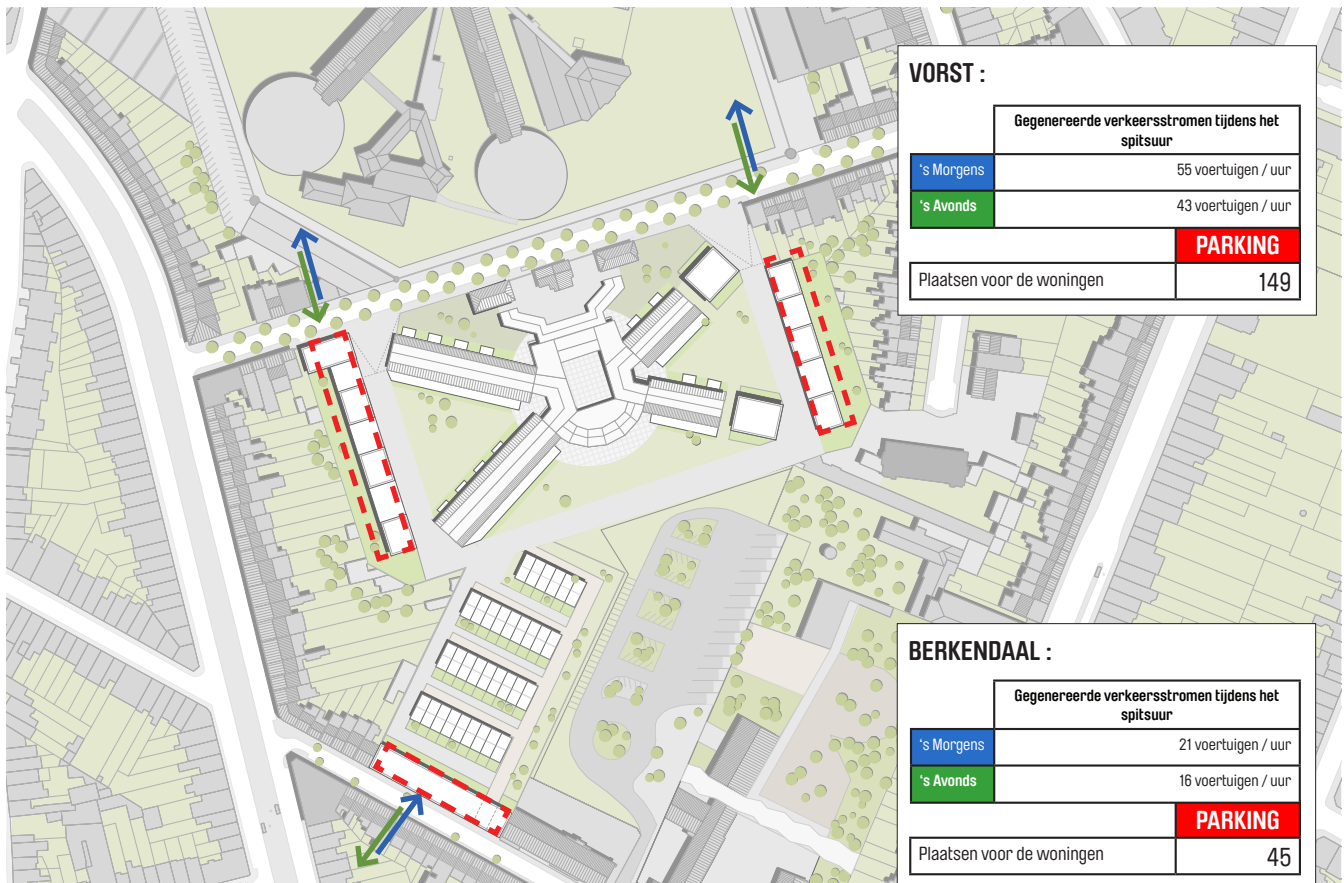 VORST :
Gegenereerde verkeersstromen tijdens het
spitsuur
's Morgens 55 voertuigen / uur
's Avonds 43 voertuigen / uur
PARKING
Plaatsen voor de woningen 149
BERKENDAAL :
Gegenereerde verkeersstromen tijdens het
spitsuur
's Morgens 21 voertuigen / uur
's Avonds 16 voertuigen / uur
PARKING
Plaatsen voor de woningen 45